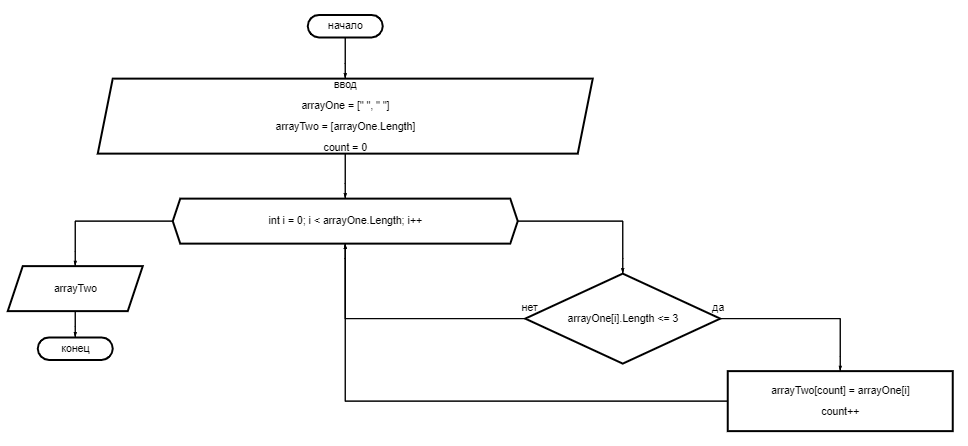 начало
ввод
arrayOne = [" ", " "]
arrayTwo = [arrayOne.Length]
count = 0
int i = 0; i < arrayOne.Length; i++
arrayTwo
конец
нет
arrayOne[i].Length <= 3
да
arrayTwo[count] = arrayOne[i]
count++